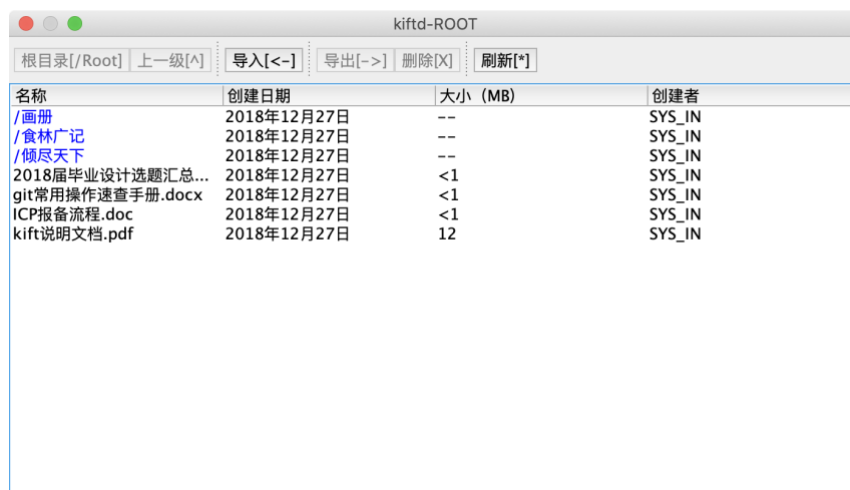 kiftd-ROOT
根目录[/Root] 上一级[^] 导入[<-] 导出[->] 删除[X] 刷新[*]
名称 创建日期 大小（MB） 创建者
/画册 2018年12月27日 -- SYS_IN
/食林广记 2018年12月27日 -- SYS_IN
/倾尽天下 2018年12月27日 -- SYS_IN
2018届毕业设计选题汇总... 2018年12月27日 <1 SYS_IN
git常用操作速查手册.docx 2018年12月27日 <1 SYS_IN
ICP报备流程.doc 2018年12月27日 <1 SYS_IN
kift说明文档.pdf 2018年12月27日 12 SYS_IN